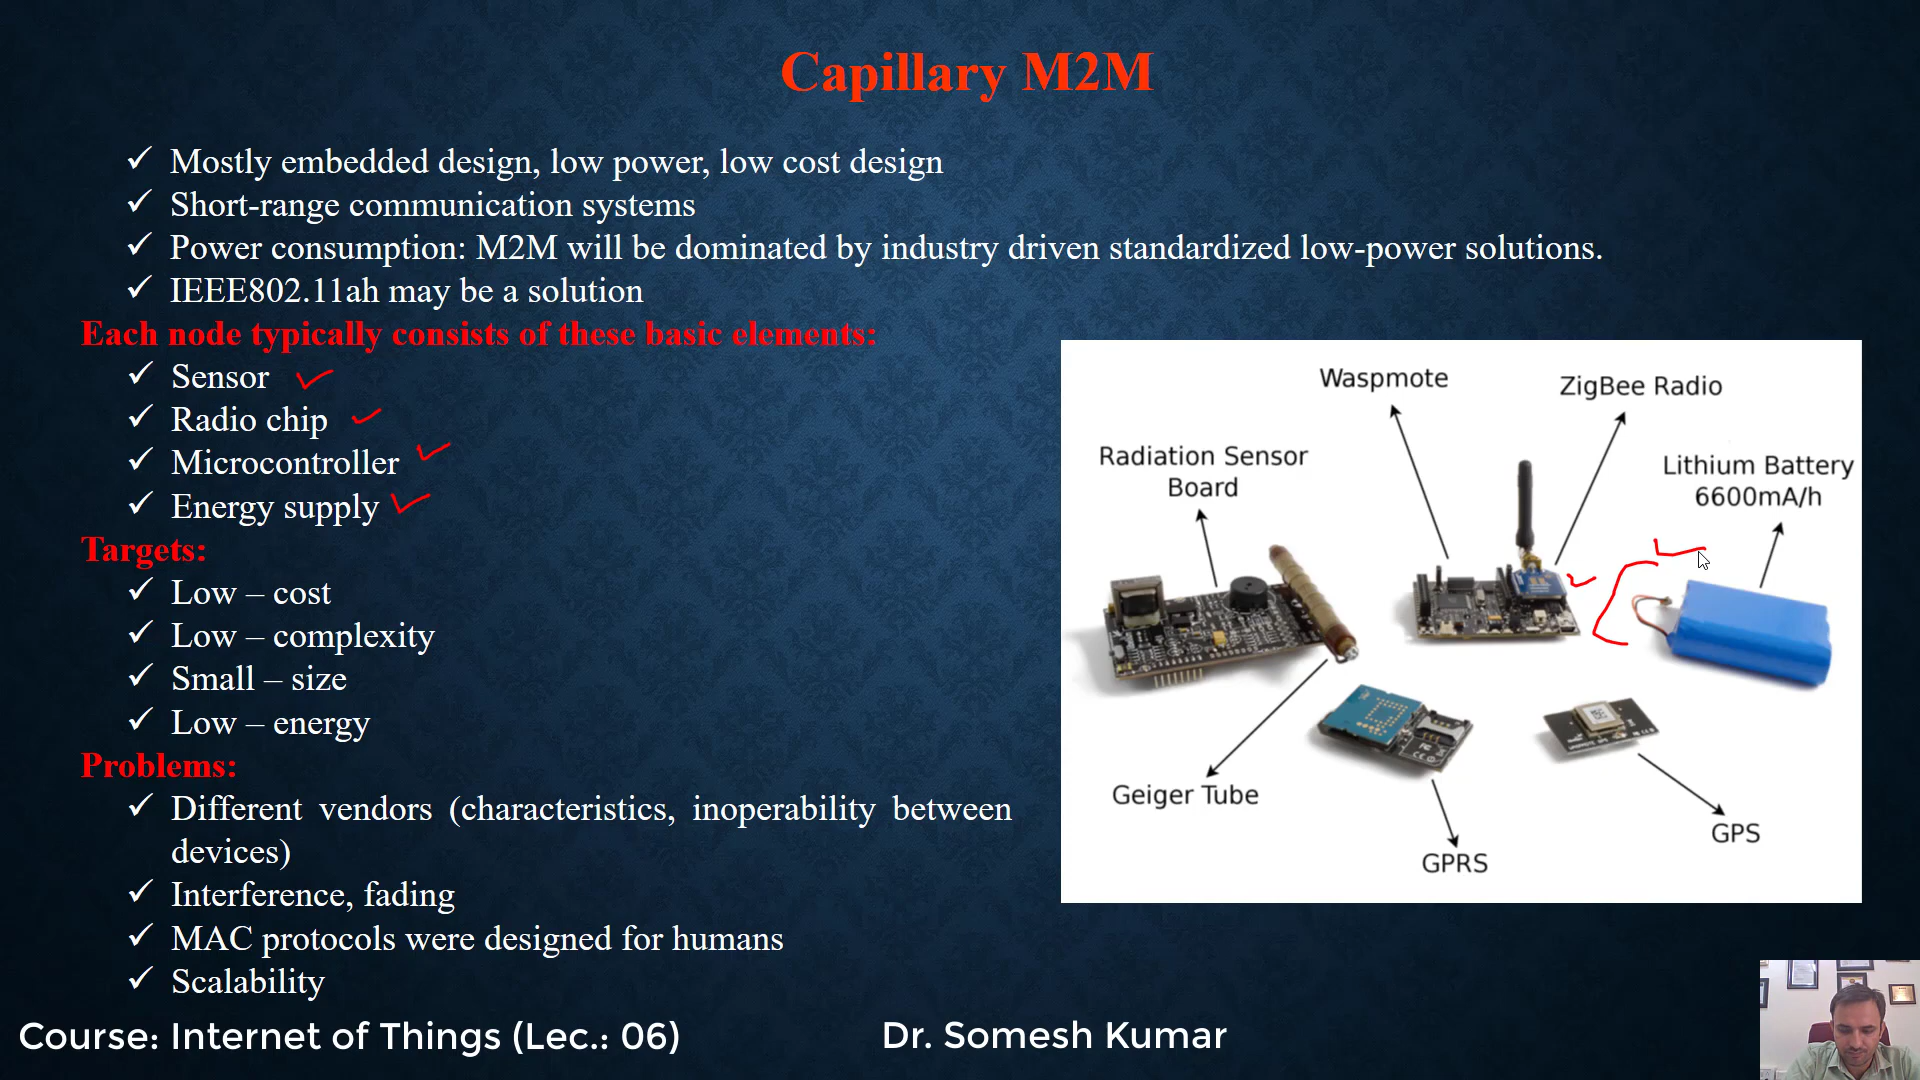 Capillary M2M
✓ Mostly embedded design, low power, low cost design
✓ Short-range communication systems
✓ Power consumption: M2M will be dominated by industry driven standardized low-power solutions.
✓ IEEE802.11ah may be a solution
Each node typically consists of these basic elements:
✓ Sensor
✓ Radio chip
✓ Microcontroller
✓ Energy supply
Targets:
✓ Low – cost
✓ Low – complexity
✓ Small – size
✓ Low – energy
Problems:
✓ Different vendors (characteristics, inoperability between
devices)
✓ Interference, fading
✓ MAC protocols were designed for humans
✓ Scalability
Waspmote
ZigBee Radio
Radiation Sensor
Board
Lithium Battery
6600mA/h
Geiger Tube
GPRS
GPS
Course: Internet of Things (Lec.: 06)
Dr. Somesh Kumar